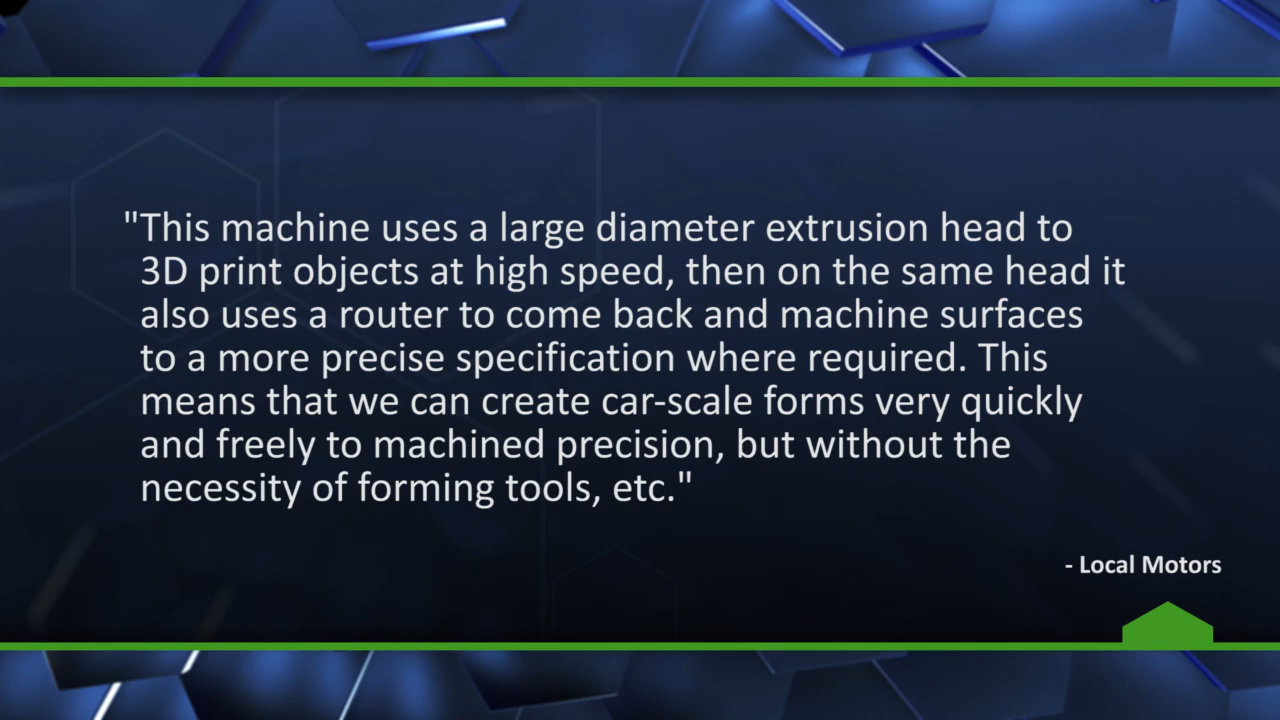 "This machine uses a large diameter extrusion head to
3D print objects at high speed, then on the same head it
also uses a router to come back and machine surfaces
to a more precise specification where required. This
means that we can create car-scale forms very quickly
and freely to machined precision, but without the
necessity of forming tools, etc."
- Local Motors